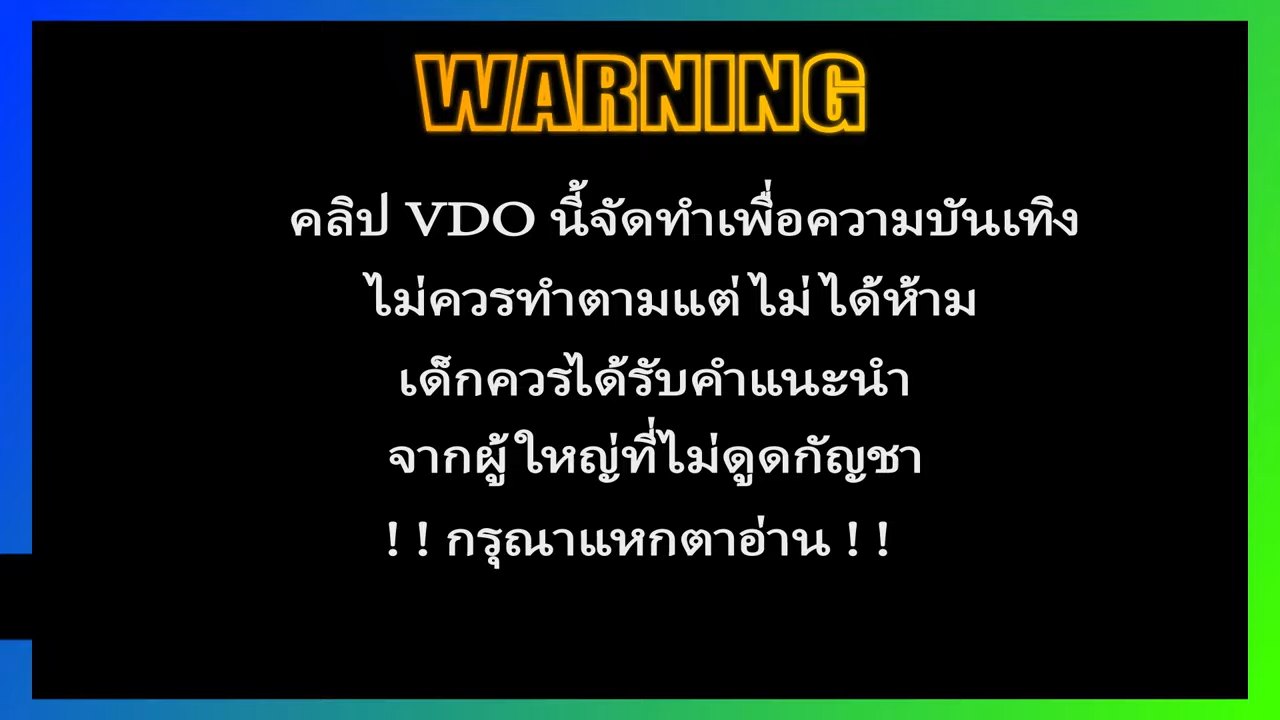 WARNING
คลิป VDO นี้จัดทำเพื่อความบันเทิง
ไม่ควรทำตามแต่ไม่ได้ห้าม
เด็กควรได้รับคำแนะนำ
จากผู้ใหญ่ที่ไม่ดูดกัญชา
! ! กรุณาแหกตาอ่าน ! !